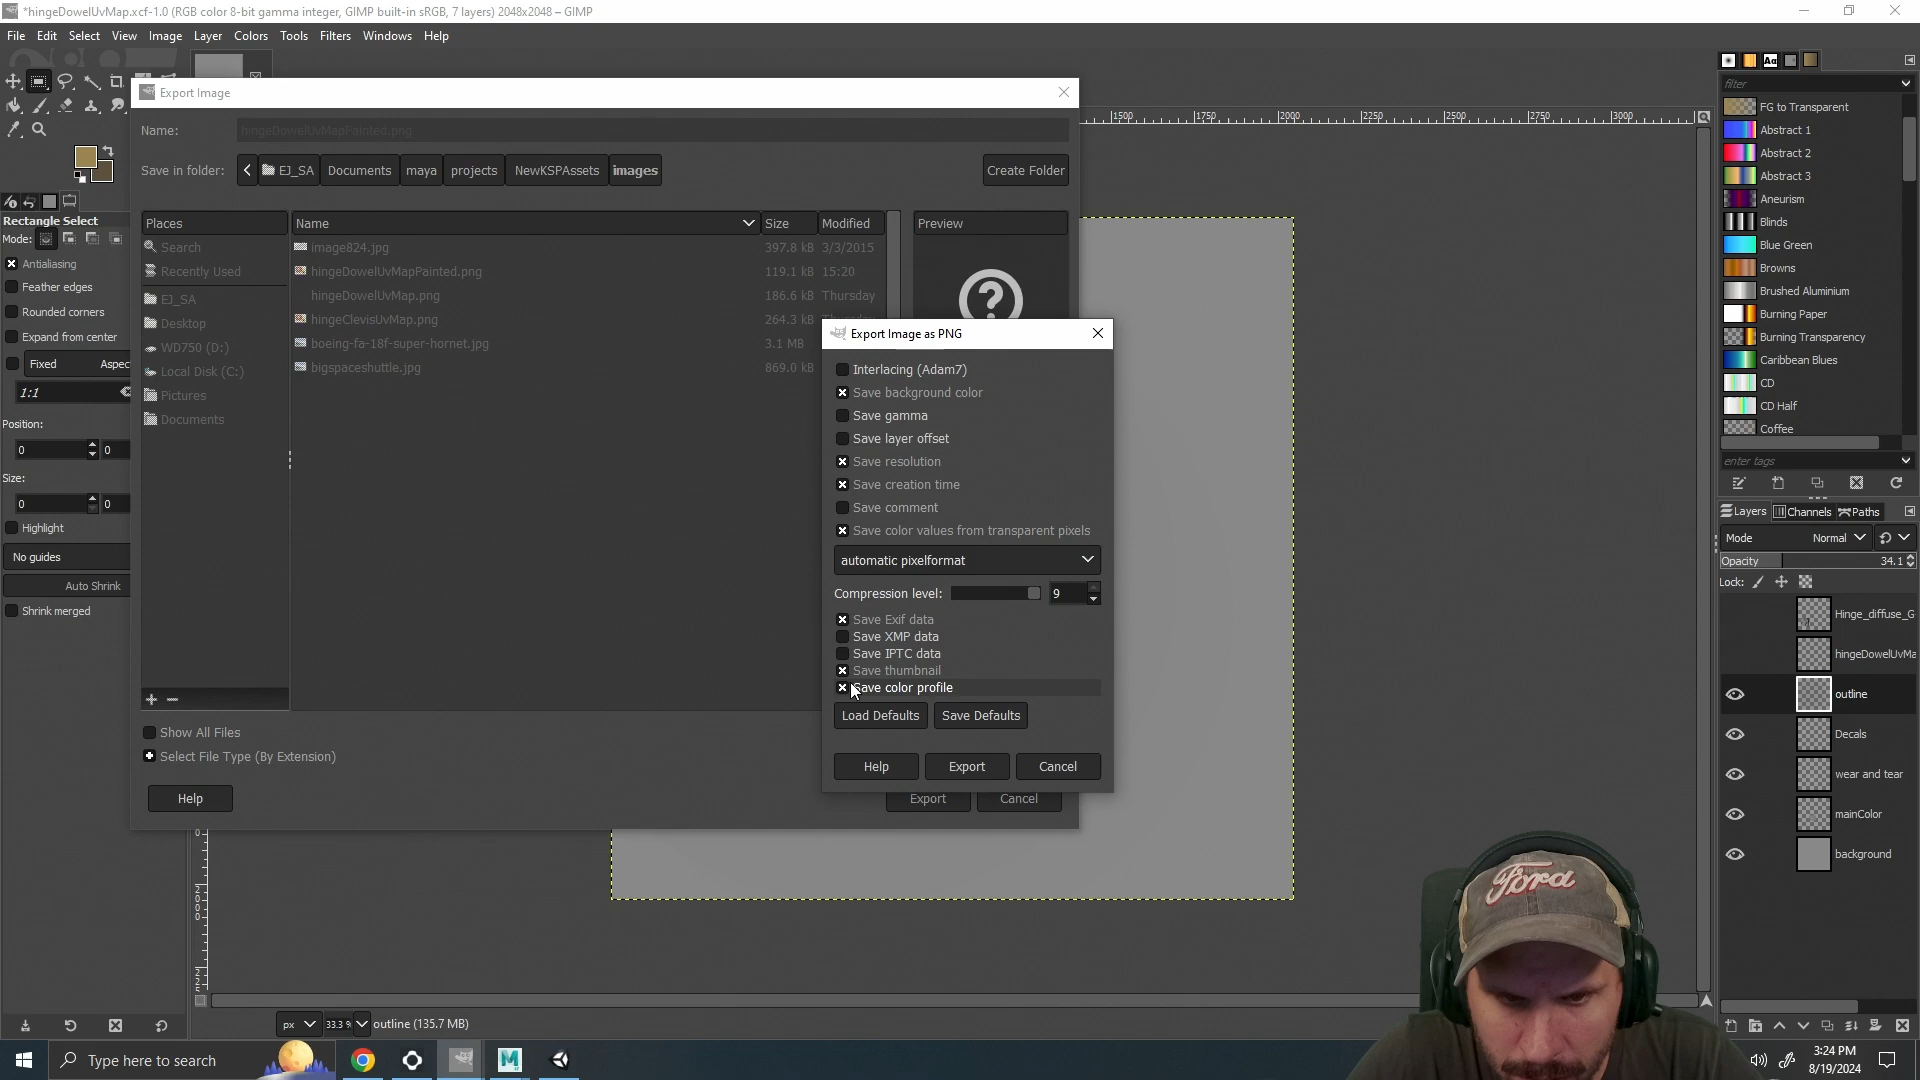 *hingeDowelUvMap.xcf-1.0 (RGB color 8-bit gamma integer, GIMP built-in sRGB, 7 layers) 2048x2048 – GIMP
File Edit Select View Image Layer Colors Tools Filters Windows Help
Export Image
Name: hingeDowelUvMapPainted.png
Save in folder: EJ_SA Documents maya projects NewKSPAssets images Create Folder
Places Name Size Modified Preview
Search
Recently Used
EJ_SA
Desktop
WD750 (D:)
Local Disk (C:)
Pictures
Documents
image824.jpg 397.8 kB 3/3/2015
hingeDowelUvMapPainted.png 119.1 kB 15:20
hingeDowelUvMap.png 186.6 kB Thursday
hingeClevisUvMap.png 264.3 kB
boeing-fa-18f-super-hornet.jpg 3.1 MB
bigspaceshuttle.jpg 869.0 kB
Show All Files
Select File Type (By Extension)
Help Export Cancel
Export Image as PNG
Interlacing (Adam7)
Save background color
Save gamma
Save layer offset
Save resolution
Save creation time
Save comment
Save color values from transparent pixels
automatic pixelformat
Compression level: 9
Save Exif data
Save XMP data
Save IPTC data
Save thumbnail
Save color profile
Load Defaults Save Defaults
Help Export Cancel
Rectangle Select
Mode:
Antialiasing
Feather edges
Rounded corners
Expand from center
Fixed Aspec
1:1
Position:
0 0
Size:
0 0
Highlight
No guides
Auto Shrink
Shrink merged
1500 1750 2000 2250 2500 2750 3000
Aa
filter
FG to Transparent
Abstract 1
Abstract 2
Abstract 3
Aneurism
Blinds
Blue Green
Browns
Brushed Aluminium
Burning Paper
Burning Transparency
Caribbean Blues
CD
CD Half
Coffee
enter tags
Layers Channels Paths
Mode Normal
Opacity 34.1
Lock:
Hinge_diffuse_G
hingeDowelUvMa
outline
Decals
wear and tear
mainColor
background
px 33.3 % outline (135.7 MB)
Ford
Type here to search
3:24 PM
8/19/2024